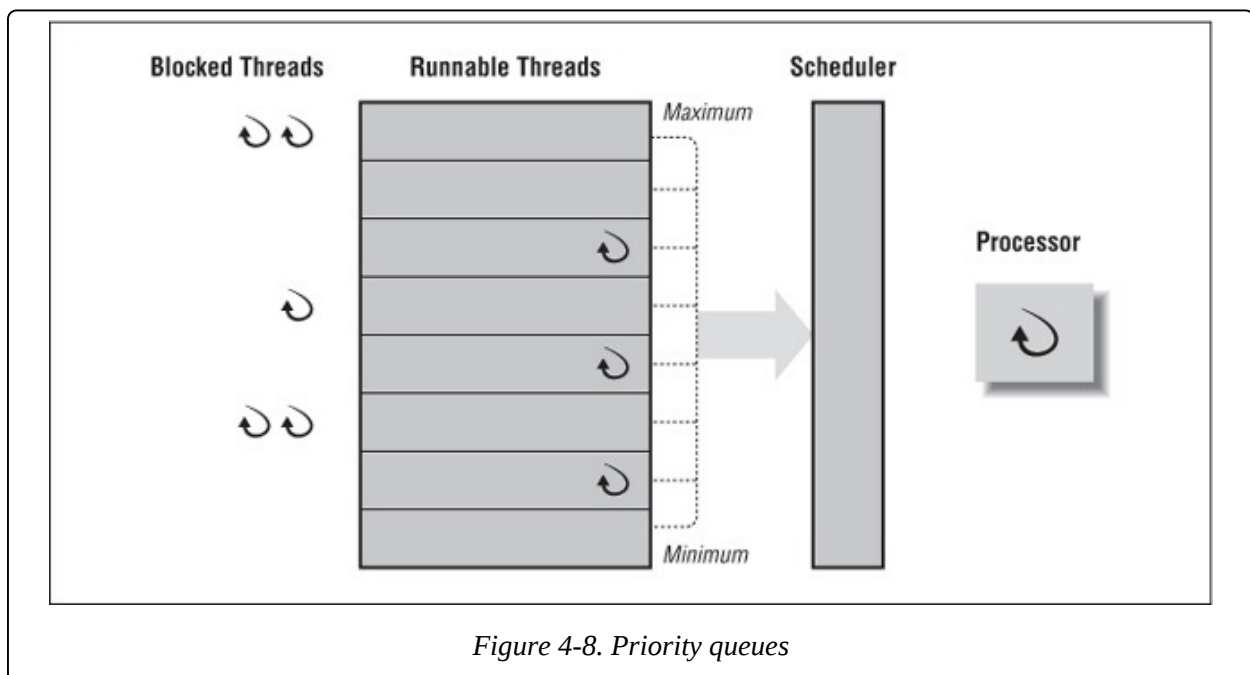 Blocked Threads
Runnable Threads
Scheduler
Maximum
Processor
Minimum
Figure 4-8. Priority queues